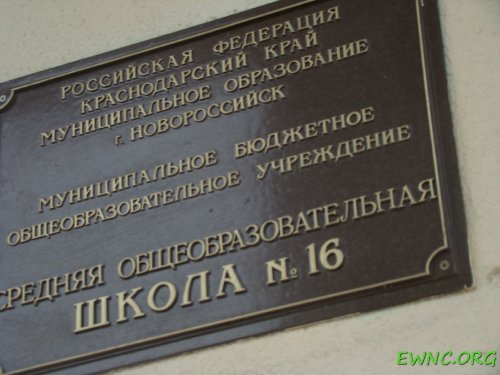 РОССИЙСКАЯ ФЕДЕРАЦИЯ
КРАСНОДАРСКИЙ КРАЙ
МУНИЦИПАЛЬНОЕ ОБРАЗОВАНИЕ
г. НОВОРОССИЙСК
МУНИЦИПАЛЬНОЕ БЮДЖЕТНОЕ
ОБЩЕОБРАЗОВАТЕЛЬНОЕ УЧРЕЖДЕНИЕ
СРЕДНЯЯ ОБЩЕОБРАЗОВАТЕЛЬНАЯ
ШКОЛА № 16
EWNC.ORG